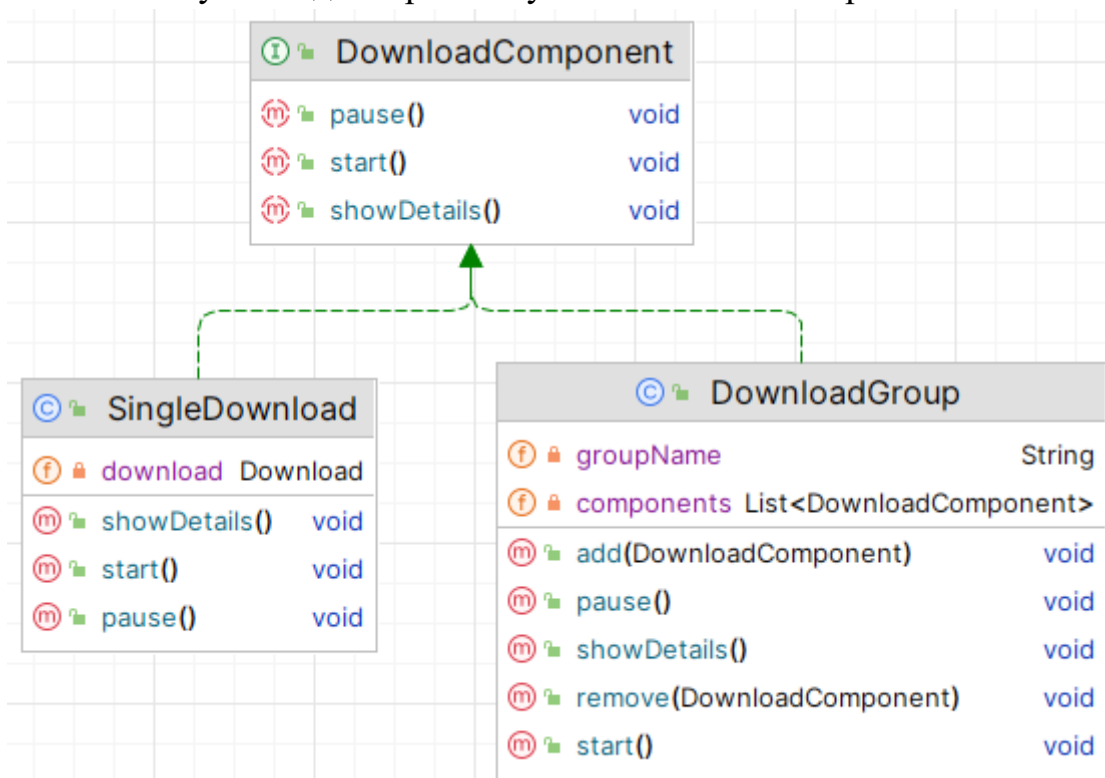 DownloadComponent
pause() void
start() void
showDetails() void
SingleDownload
download Download
showDetails() void
start() void
pause() void
DownloadGroup
groupName String
components List<DownloadComponent>
add(DownloadComponent) void
pause() void
showDetails() void
remove(DownloadComponent) void
start() void